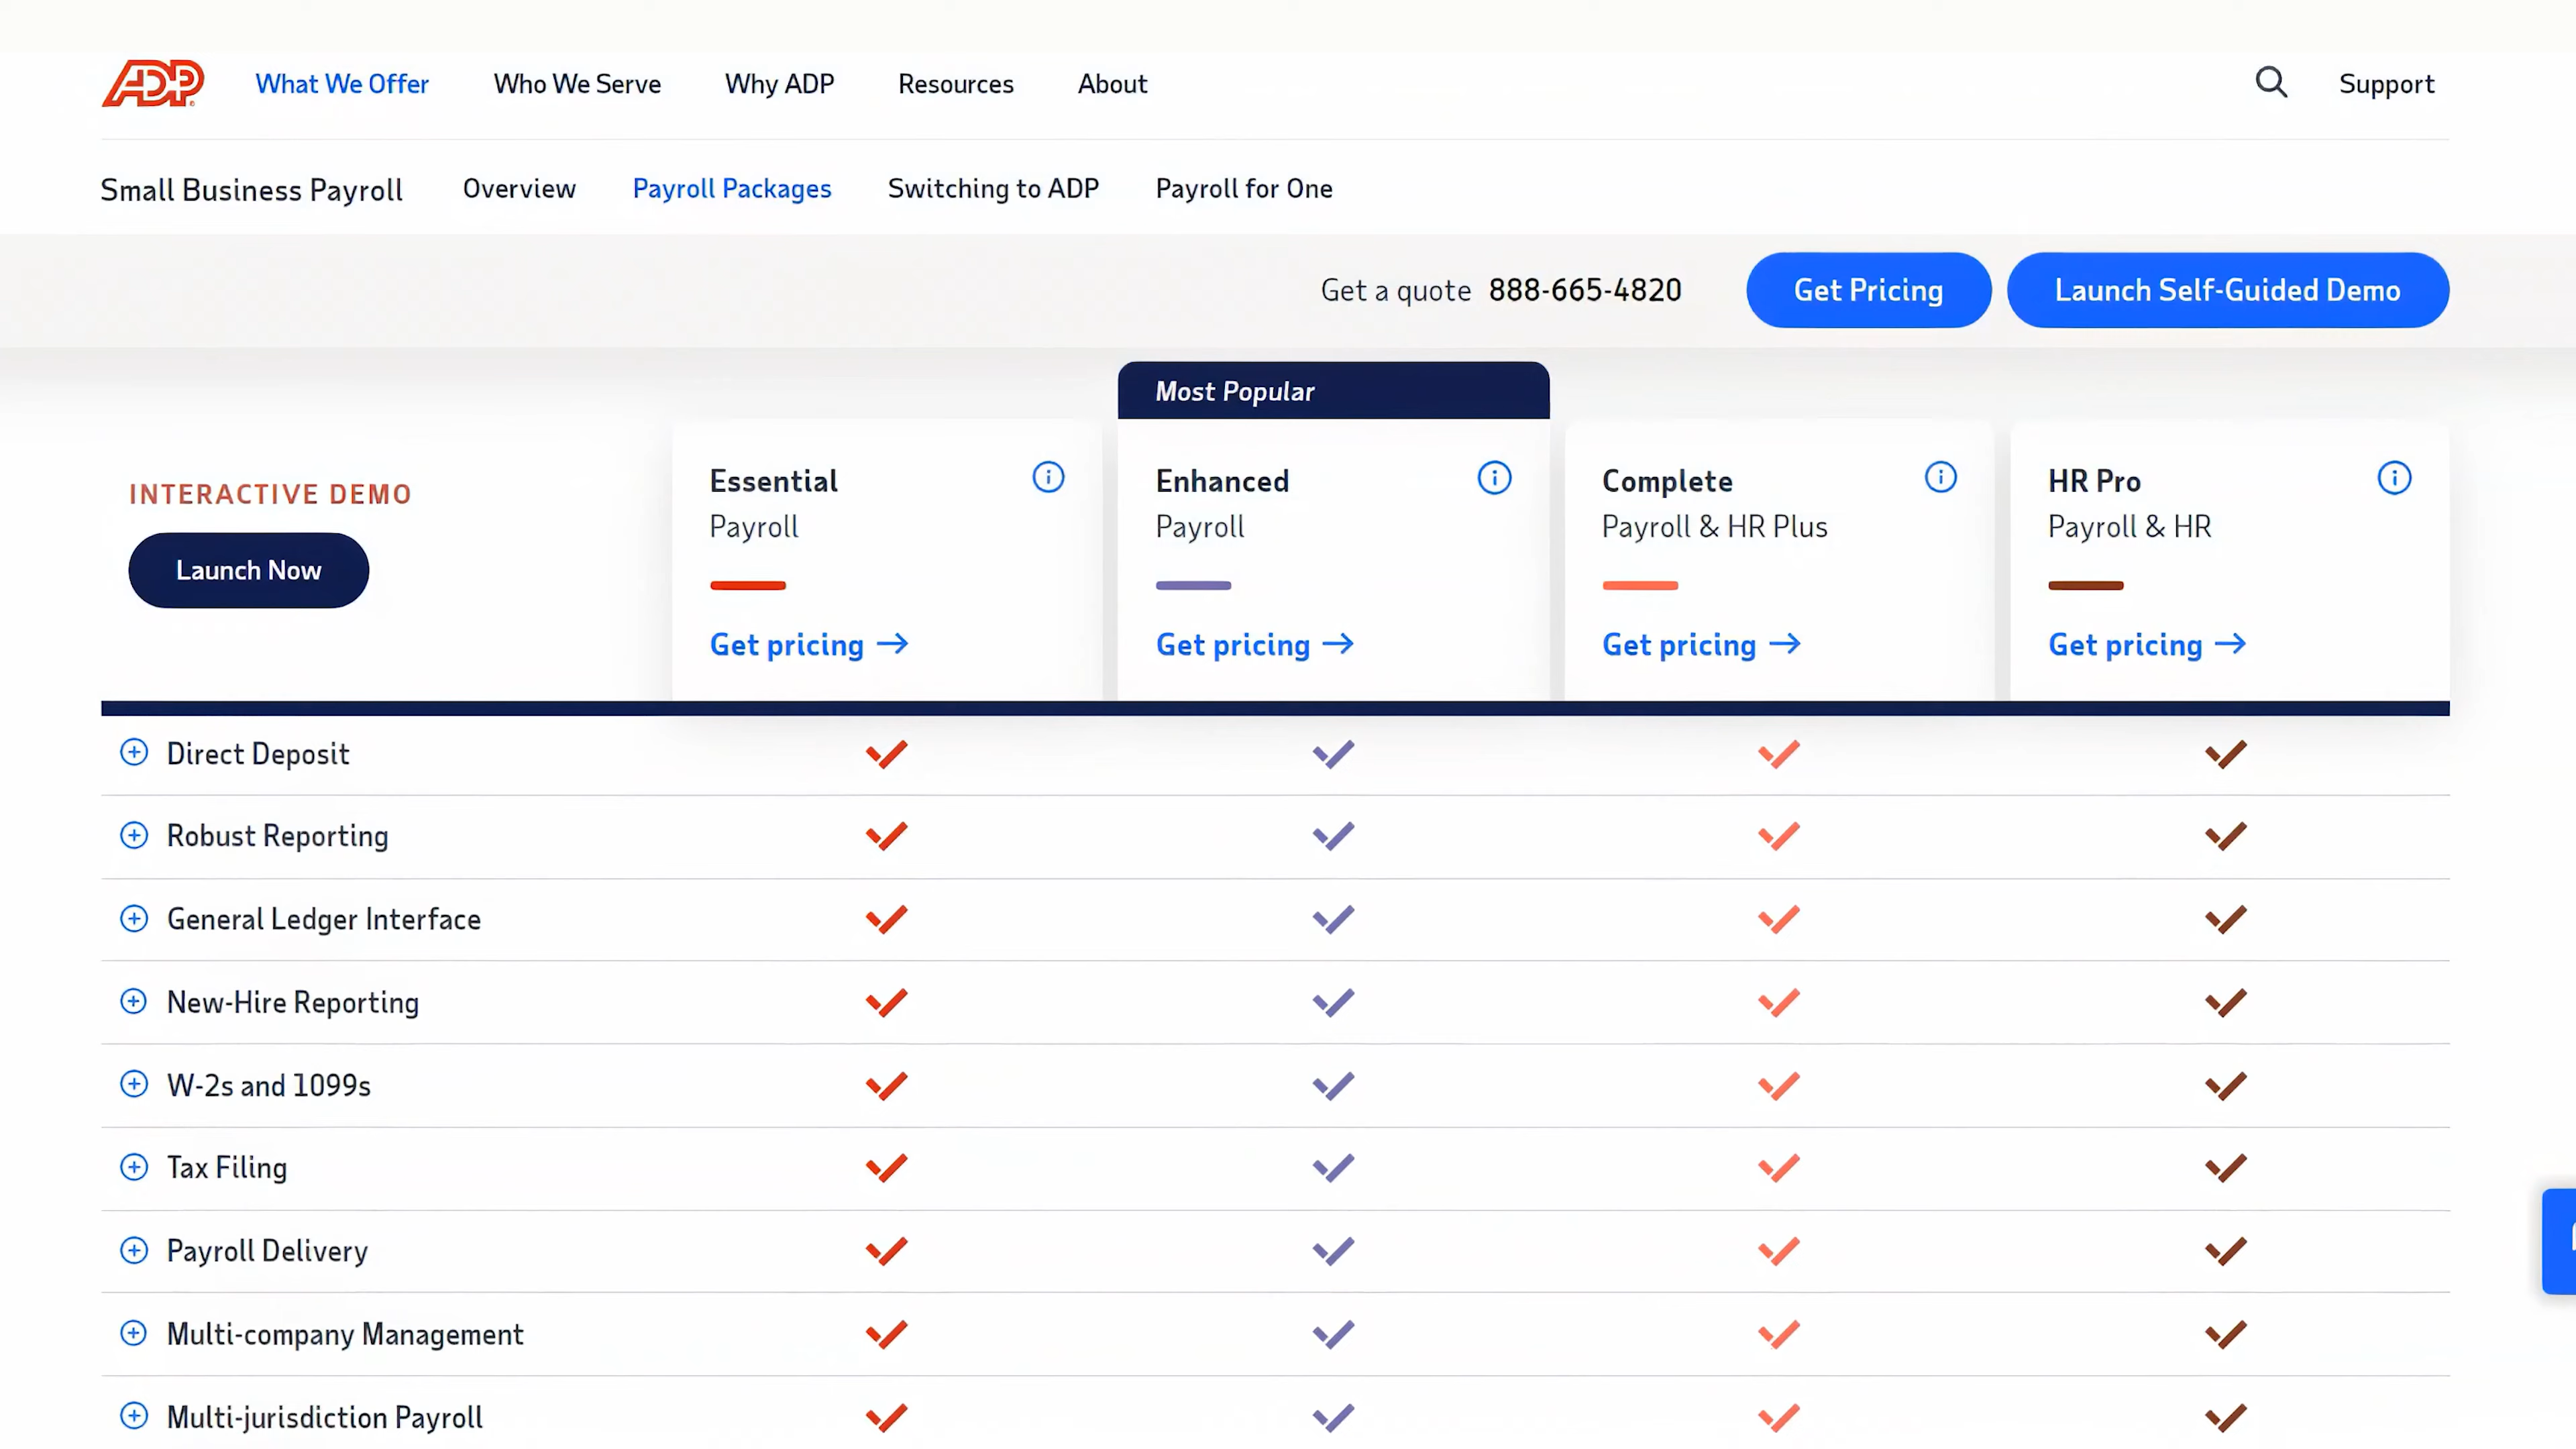 ADP
What We Offer
Who We Serve
Why ADP
Resources
About
Support
Small Business Payroll
Overview
Payroll Packages
Switching to ADP
Payroll for One
Get a quote 888-665-4820
Get Pricing
Launch Self-Guided Demo
Most Popular
INTERACTIVE DEMO
Launch Now
Essential
Payroll
Get pricing →
Enhanced
Payroll
Get pricing →
Complete
Payroll & HR Plus
Get pricing →
HR Pro
Payroll & HR
Get pricing →
Direct Deposit
Robust Reporting
General Ledger Interface
New-Hire Reporting
W-2s and 1099s
Tax Filing
Payroll Delivery
Multi-company Management
Multi-jurisdiction Payroll